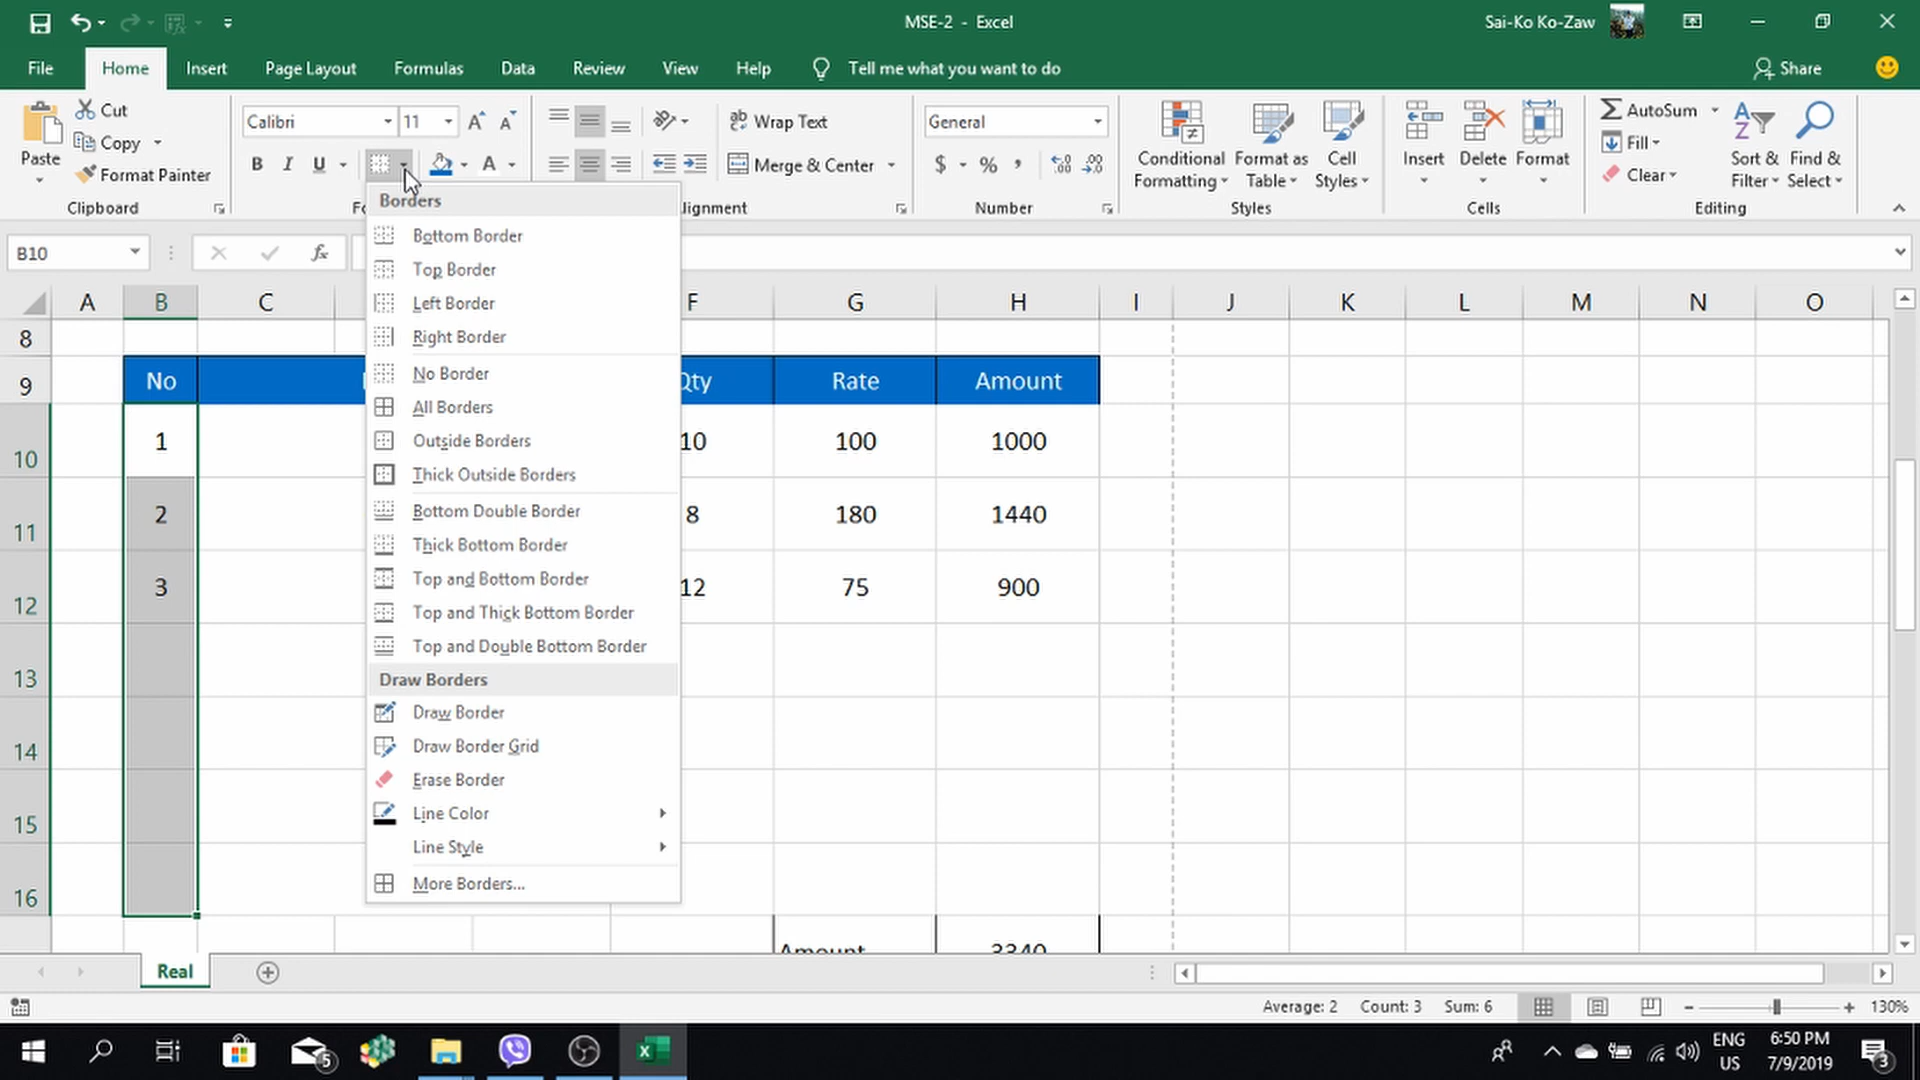 MSE-2 - Excel
Sai-Ko Ko-Zaw
File Home Insert Page Layout Formulas Data Review View Help Tell me what you want to do Share
Cut
Copy
Format Painter
Paste
Clipboard
Calibri 11
B I U A
Wrap Text
Merge & Center
Alignment
General
$ % ,
Number
Conditional Formatting
Format as Table
Cell Styles
Styles
Insert Delete Format
Cells
AutoSum
Fill
Clear
Sort & Filter
Find & Select
Editing
B10 fx
Borders
Bottom Border
Top Border
Left Border
Right Border
No Border
All Borders
Outside Borders
Thick Outside Borders
Bottom Double Border
Thick Bottom Border
Top and Bottom Border
Top and Thick Bottom Border
Top and Double Bottom Border
Draw Borders
Draw Border
Draw Border Grid
Erase Border
Line Color
Line Style
More Borders...
A B C F G H I J K L M N O
8
9 No Qty Rate Amount
10 1 10 100 1000
11 2 8 180 1440
12 3 12 75 900
13
14
15
16
Amount 3340
Real
Average: 2 Count: 3 Sum: 6 130%
5
ENG
US
6:50 PM
7/9/2019
3